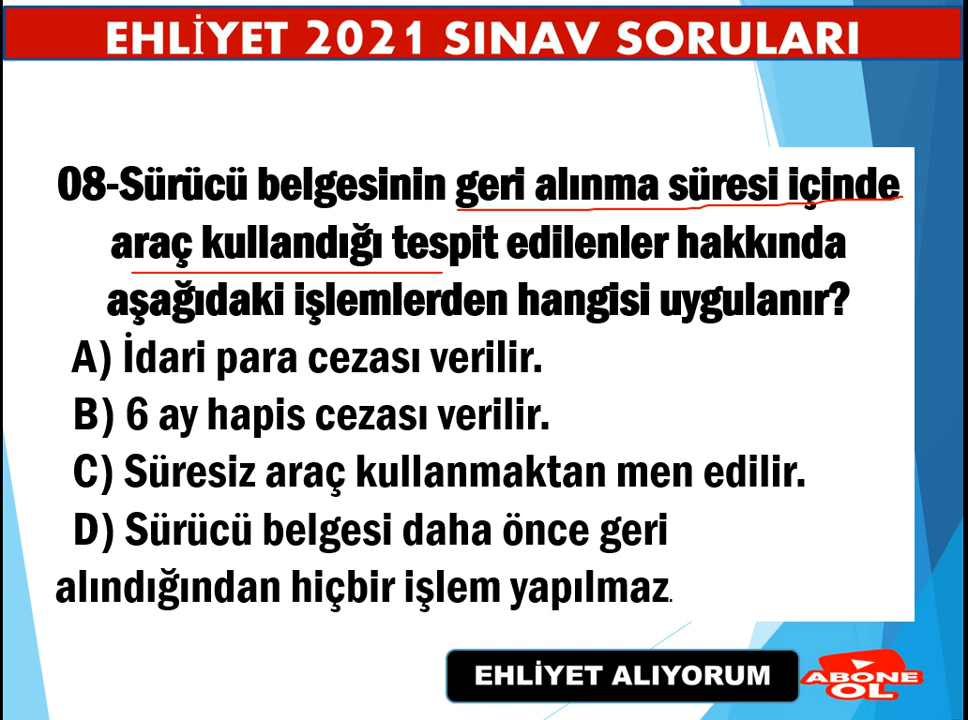 EHLİYET 2021 SINAV SORULARI
08-Sürücü belgesinin geri alınma süresi içinde
araç kullandığı tespit edilenler hakkında
aşağıdaki işlemlerden hangisi uygulanır?
A) İdari para cezası verilir.
B) 6 ay hapis cezası verilir.
C) Süresiz araç kullanmaktan men edilir.
D) Sürücü belgesi daha önce geri
alındığından hiçbir işlem yapılmaz.
EHLİYET ALIYORUM
ABONE
OL